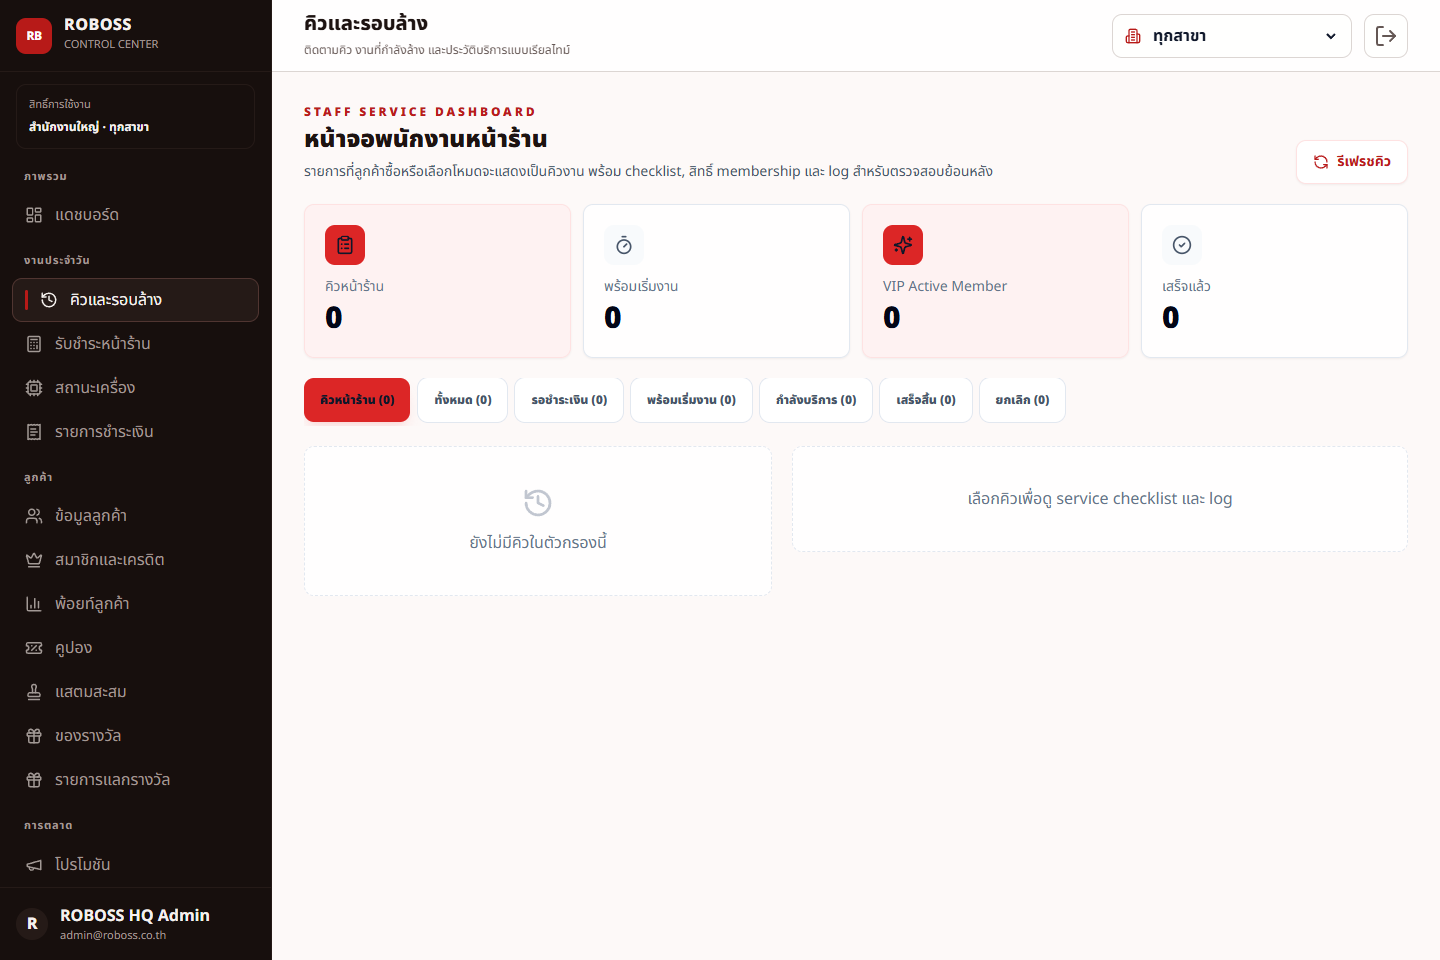 RB
ROBOSS
CONTROL CENTER
สิทธิ์การใช้งาน
สำนักงานใหญ่ · ทุกสาขา
ภาพรวม
แดชบอร์ด
งานประจำวัน
คิวและรอบล้าง
รับชำระหน้าร้าน
สถานะเครื่อง
รายการชำระเงิน
ลูกค้า
ข้อมูลลูกค้า
สมาชิกและเครดิต
พ้อยท์ลูกค้า
คูปอง
แสตมสะสม
ของรางวัล
รายการแลกรางวัล
การตลาด
โปรโมชัน
R
ROBOSS HQ Admin
admin@roboss.co.th
คิวและรอบล้าง
ติดตามคิว งานที่กำลังล้าง และประวัติบริการแบบเรียลไทม์
ทุกสาขา
STAFF SERVICE DASHBOARD
หน้าจอพนักงานหน้าร้าน
รายการที่ลูกค้าซื้อหรือเลือกโหมดจะแสดงเป็นคิวงาน พร้อม checklist, สิทธิ์ membership และ log สำหรับตรวจสอบย้อนหลัง
รีเฟรชคิว
คิวหน้าร้าน
0
พร้อมเริ่มงาน
0
VIP Active Member
0
เสร็จแล้ว
0
คิวหน้าร้าน (0)
ทั้งหมด (0)
รอชำระเงิน (0)
พร้อมเริ่มงาน (0)
กำลังบริการ (0)
เสร็จสิ้น (0)
ยกเลิก (0)
ยังไม่มีคิวในตัวกรองนี้
เลือกคิวเพื่อดู service checklist และ log